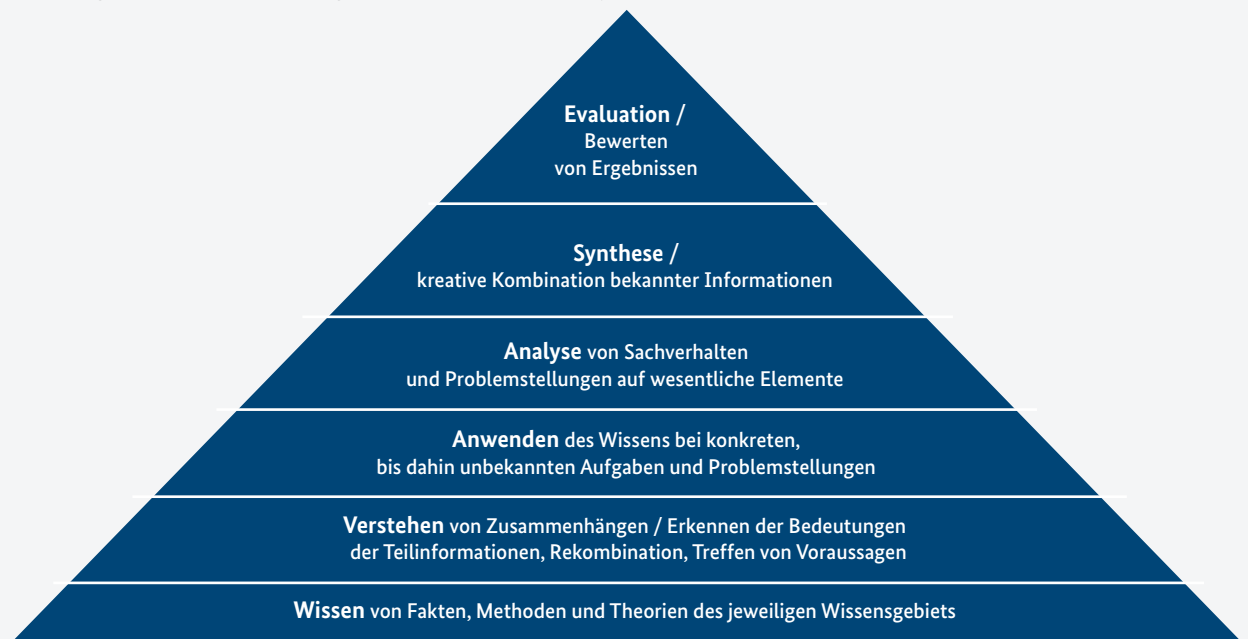 Evaluation /
Bewerten
von Ergebnissen
Synthese /
kreative Kombination bekannter Informationen
Analyse von Sachverhalten
und Problemstellungen auf wesentliche Elemente
Anwenden des Wissens bei konkreten,
bis dahin unbekannten Aufgaben und Problemstellungen
Verstehen von Zusammenhängen / Erkennen der Bedeutungen
der Teilinformationen, Rekombination, Treffen von Voraussagen
Wissen von Fakten, Methoden und Theorien des jeweiligen Wissensgebiets